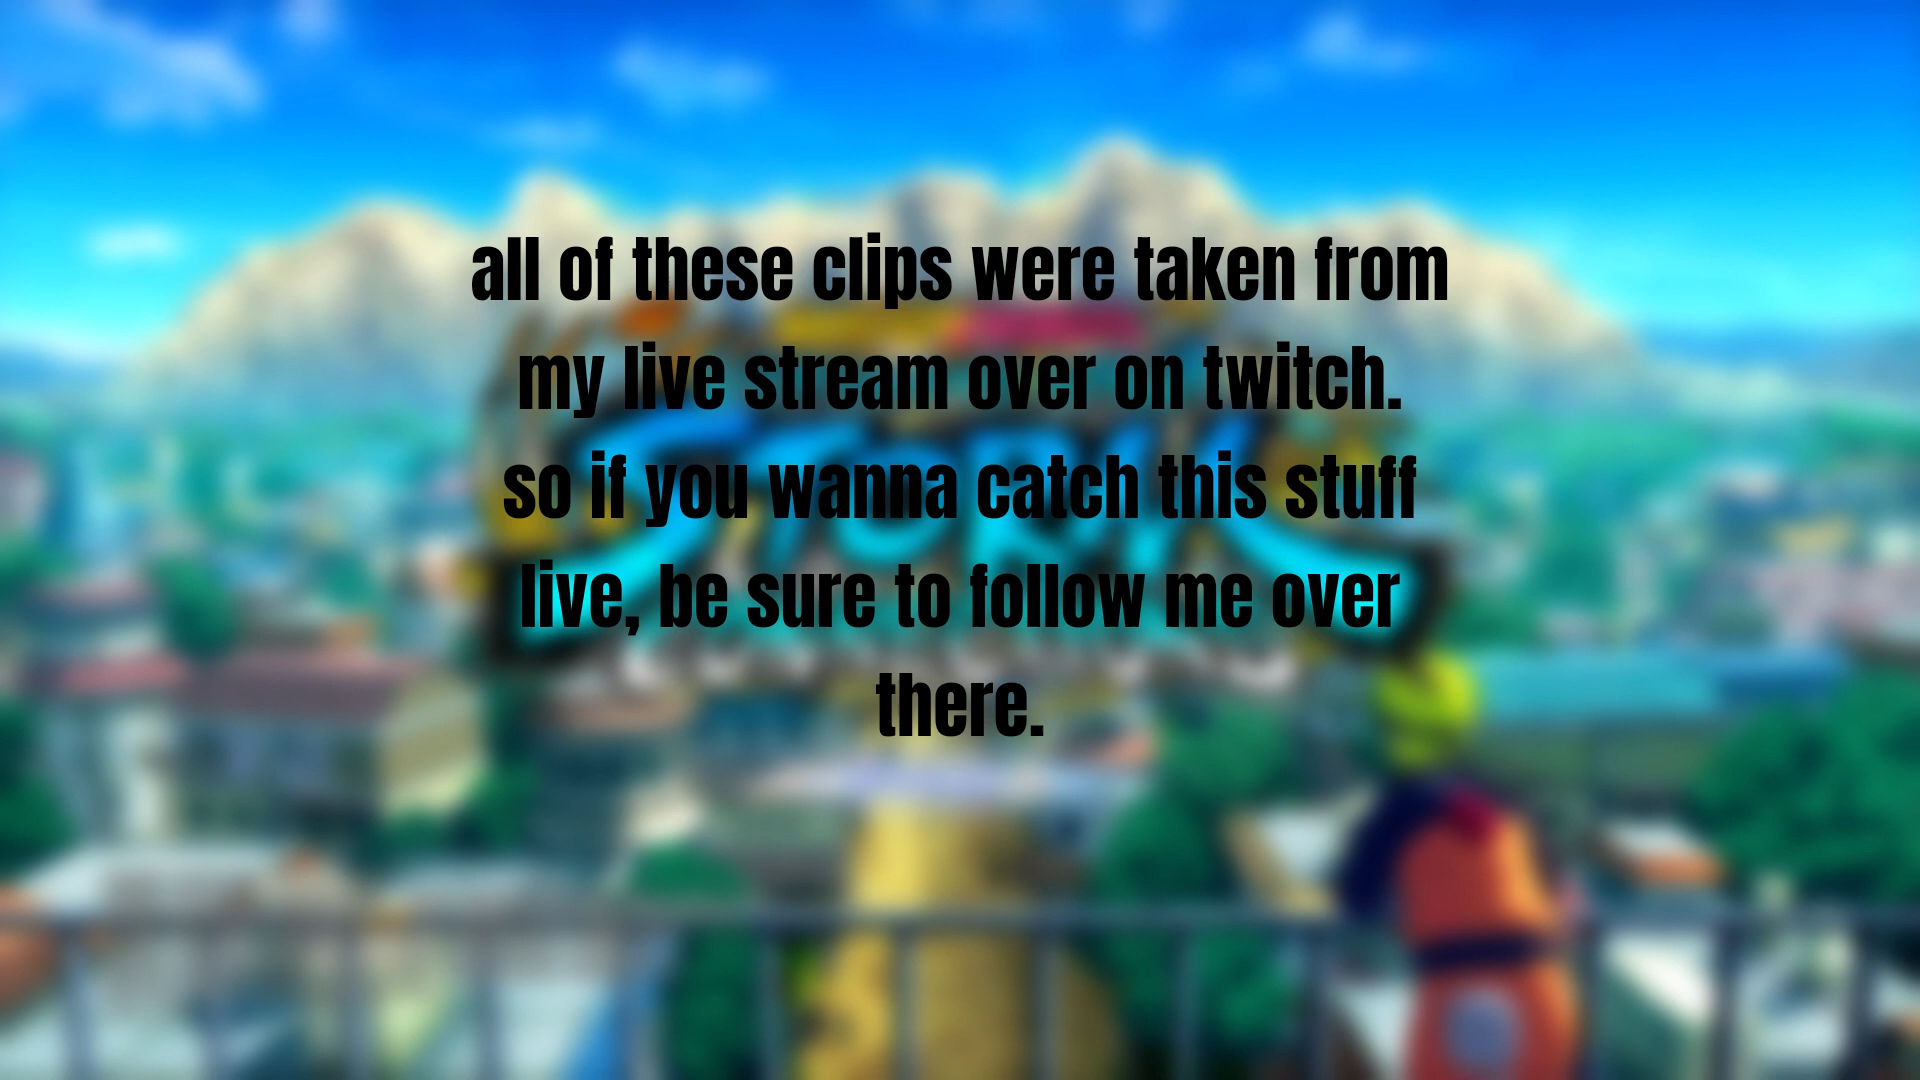 all of these clips were taken from
my live stream over on twitch.
so if you wanna catch this stuff
live, be sure to follow me over
there.
STORM